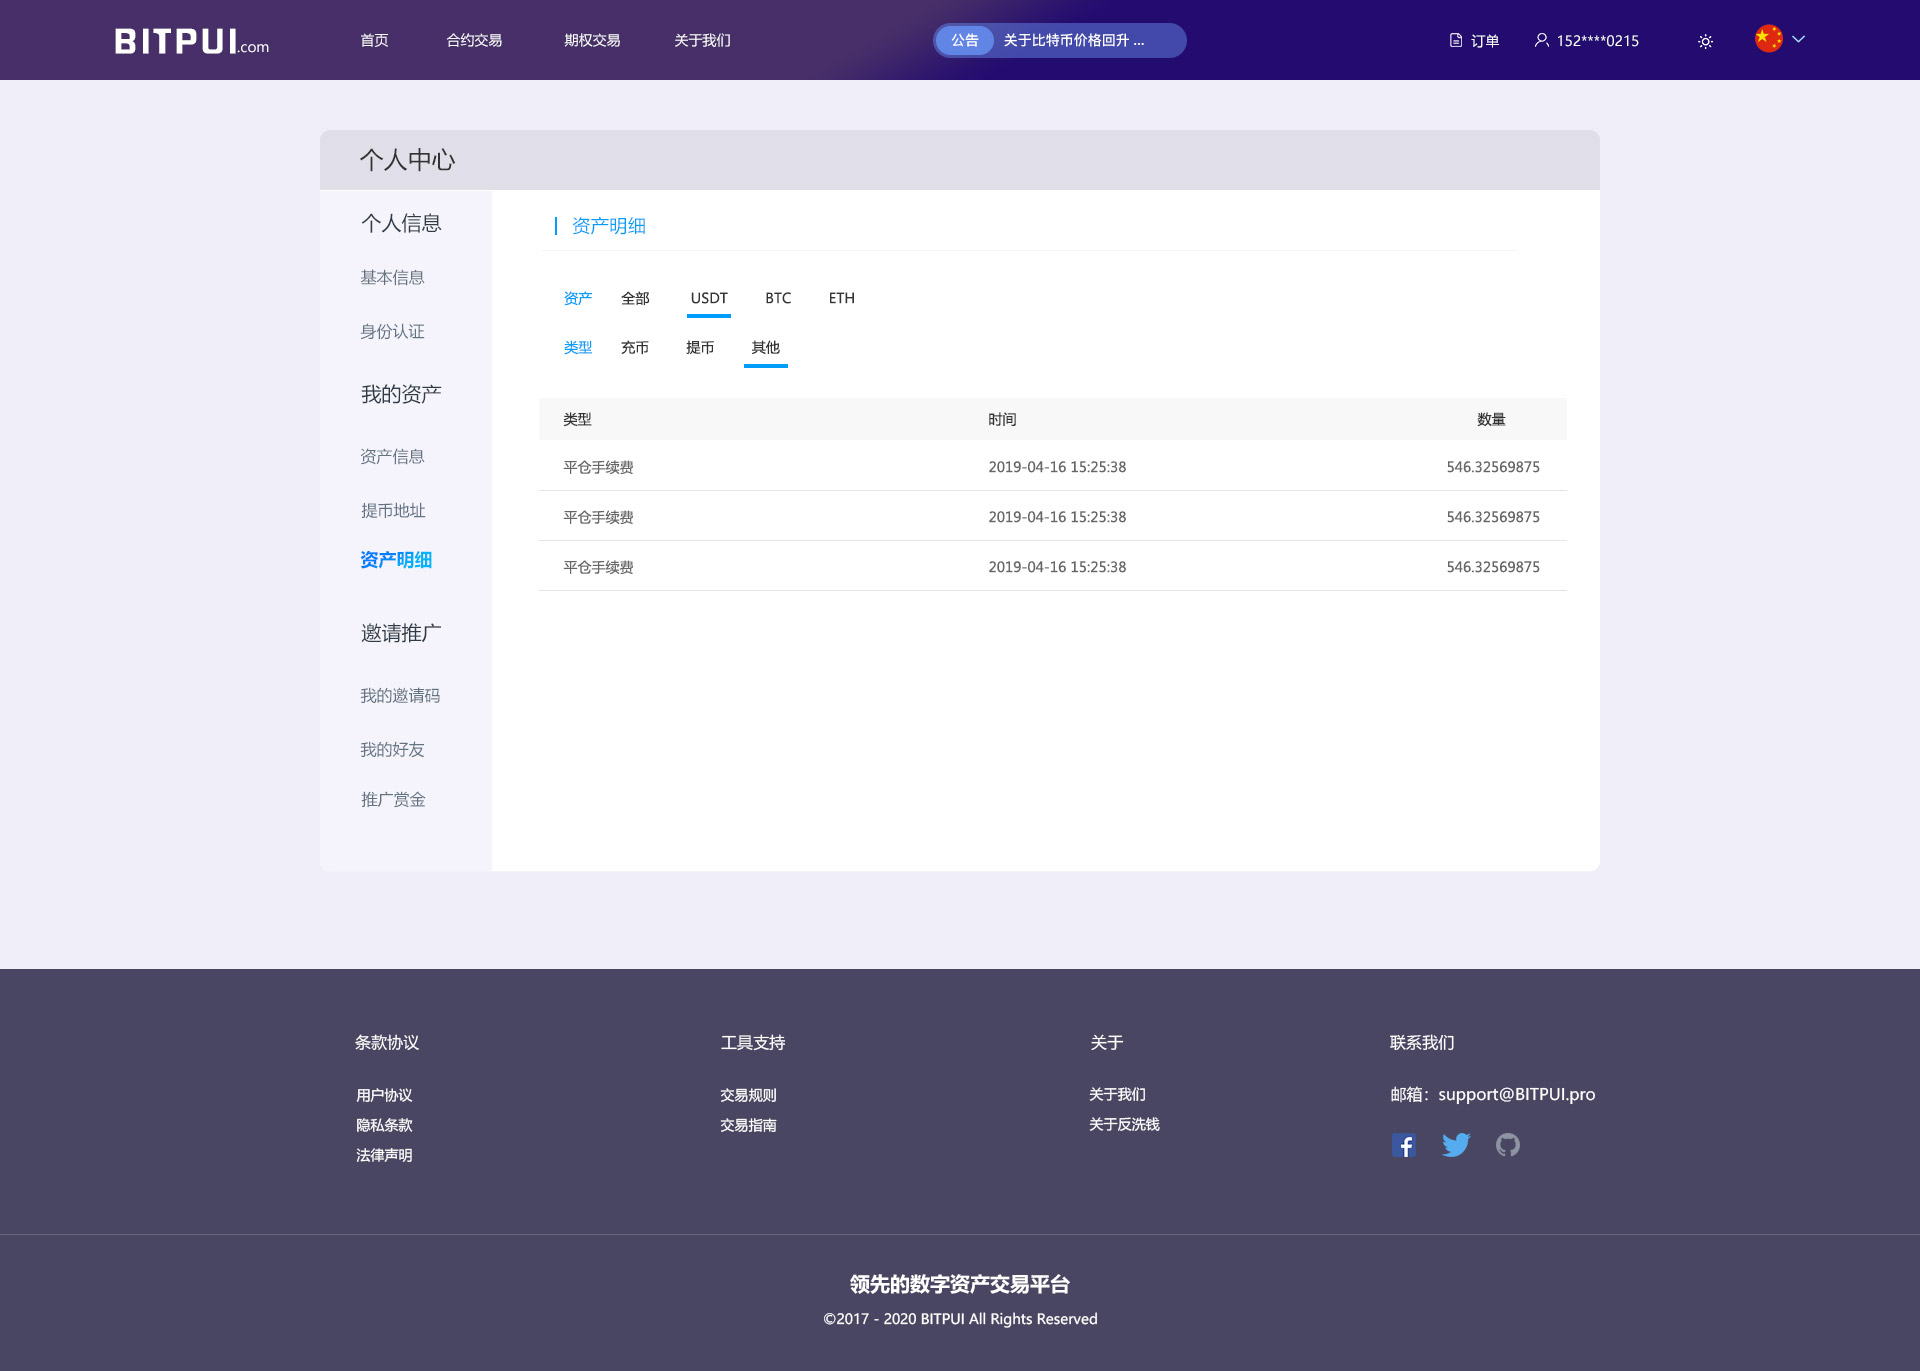 BITPUI.com 首页 合约交易 期权交易 关于我们 公告 关于比特币价格回升 ... 订单 152****0215
个人中心
个人信息
基本信息
身份认证
我的资产
资产信息
提币地址
资产明细
邀请推广
我的邀请码
我的好友
推广赏金
资产明细
资产 全部 USDT BTC ETH
类型 充币 提币 其他
类型 时间 数量
平仓手续费 2019-04-16 15:25:38 546.32569875
平仓手续费 2019-04-16 15:25:38 546.32569875
平仓手续费 2019-04-16 15:25:38 546.32569875
条款协议
用户协议
隐私条款
法律声明
工具支持
交易规则
交易指南
关于
关于我们
关于反洗钱
联系我们
邮箱：support@BITPUI.pro
领先的数字资产交易平台
©2017 - 2020 BITPUI All Rights Reserved